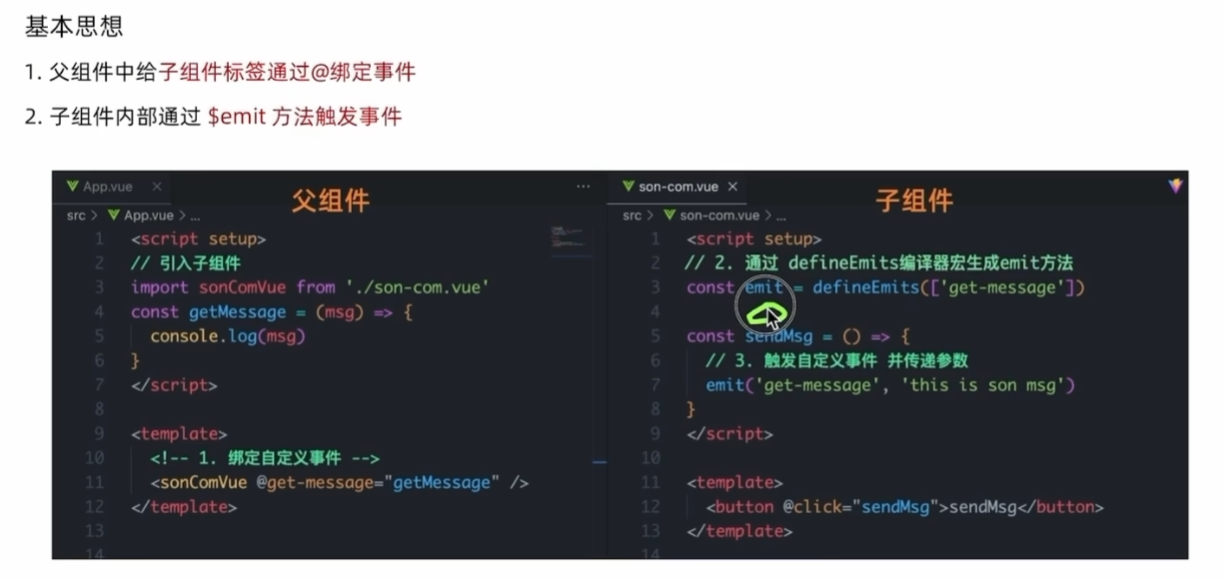 基本思想
1. 父组件中给子组件标签通过@绑定事件
2. 子组件内部通过 $emit 方法触发事件
App.vue × ...
父组件
src > App.vue > ...
1 <script setup>
2 // 引入子组件
3 import sonComVue from './son-com.vue'
4 const getMessage = (msg) => {
5 console.log(msg)
6 }
7 </script>
8
9 <template>
10 <!-- 1. 绑定自定义事件 -->
11 <sonComVue @get-message="getMessage" />
12 </template>
13
14
son-com.vue ×
子组件
src > son-com.vue > ...
1 <script setup>
2 // 2. 通过 defineEmits编译器宏生成emit方法
3 const emit = defineEmits(['get-message'])
4
5 const sendMsg = () => {
6 // 3. 触发自定义事件 并传递参数
7 emit('get-message', 'this is son msg')
8 }
9 </script>
10
11 <template>
12 <button @click="sendMsg">sendMsg</button>
13 </template>
14